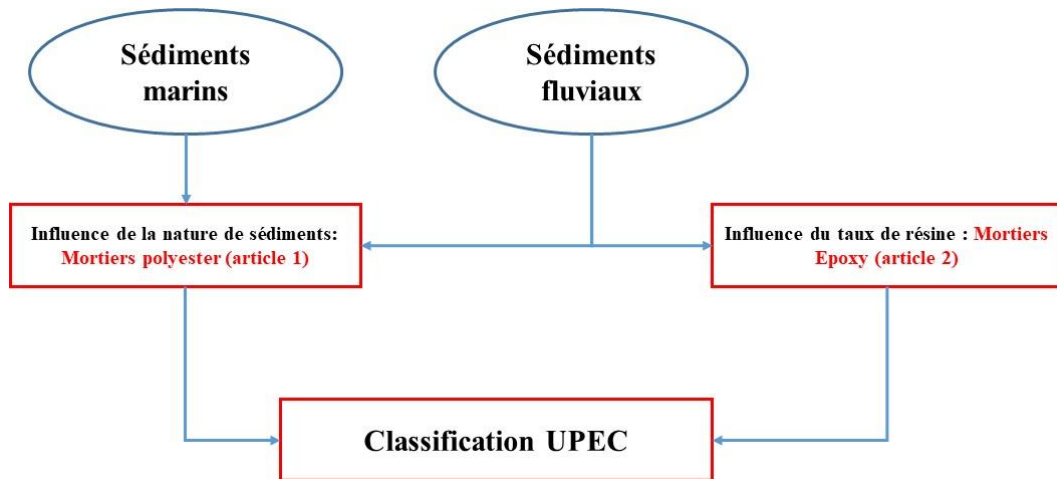 Sédiments
marins
Sédiments
fluviaux
Influence de la nature de sédiments:
Mortiers polyester (article 1)
Influence du taux de résine : Mortiers
Epoxy (article 2)
Classification UPEC